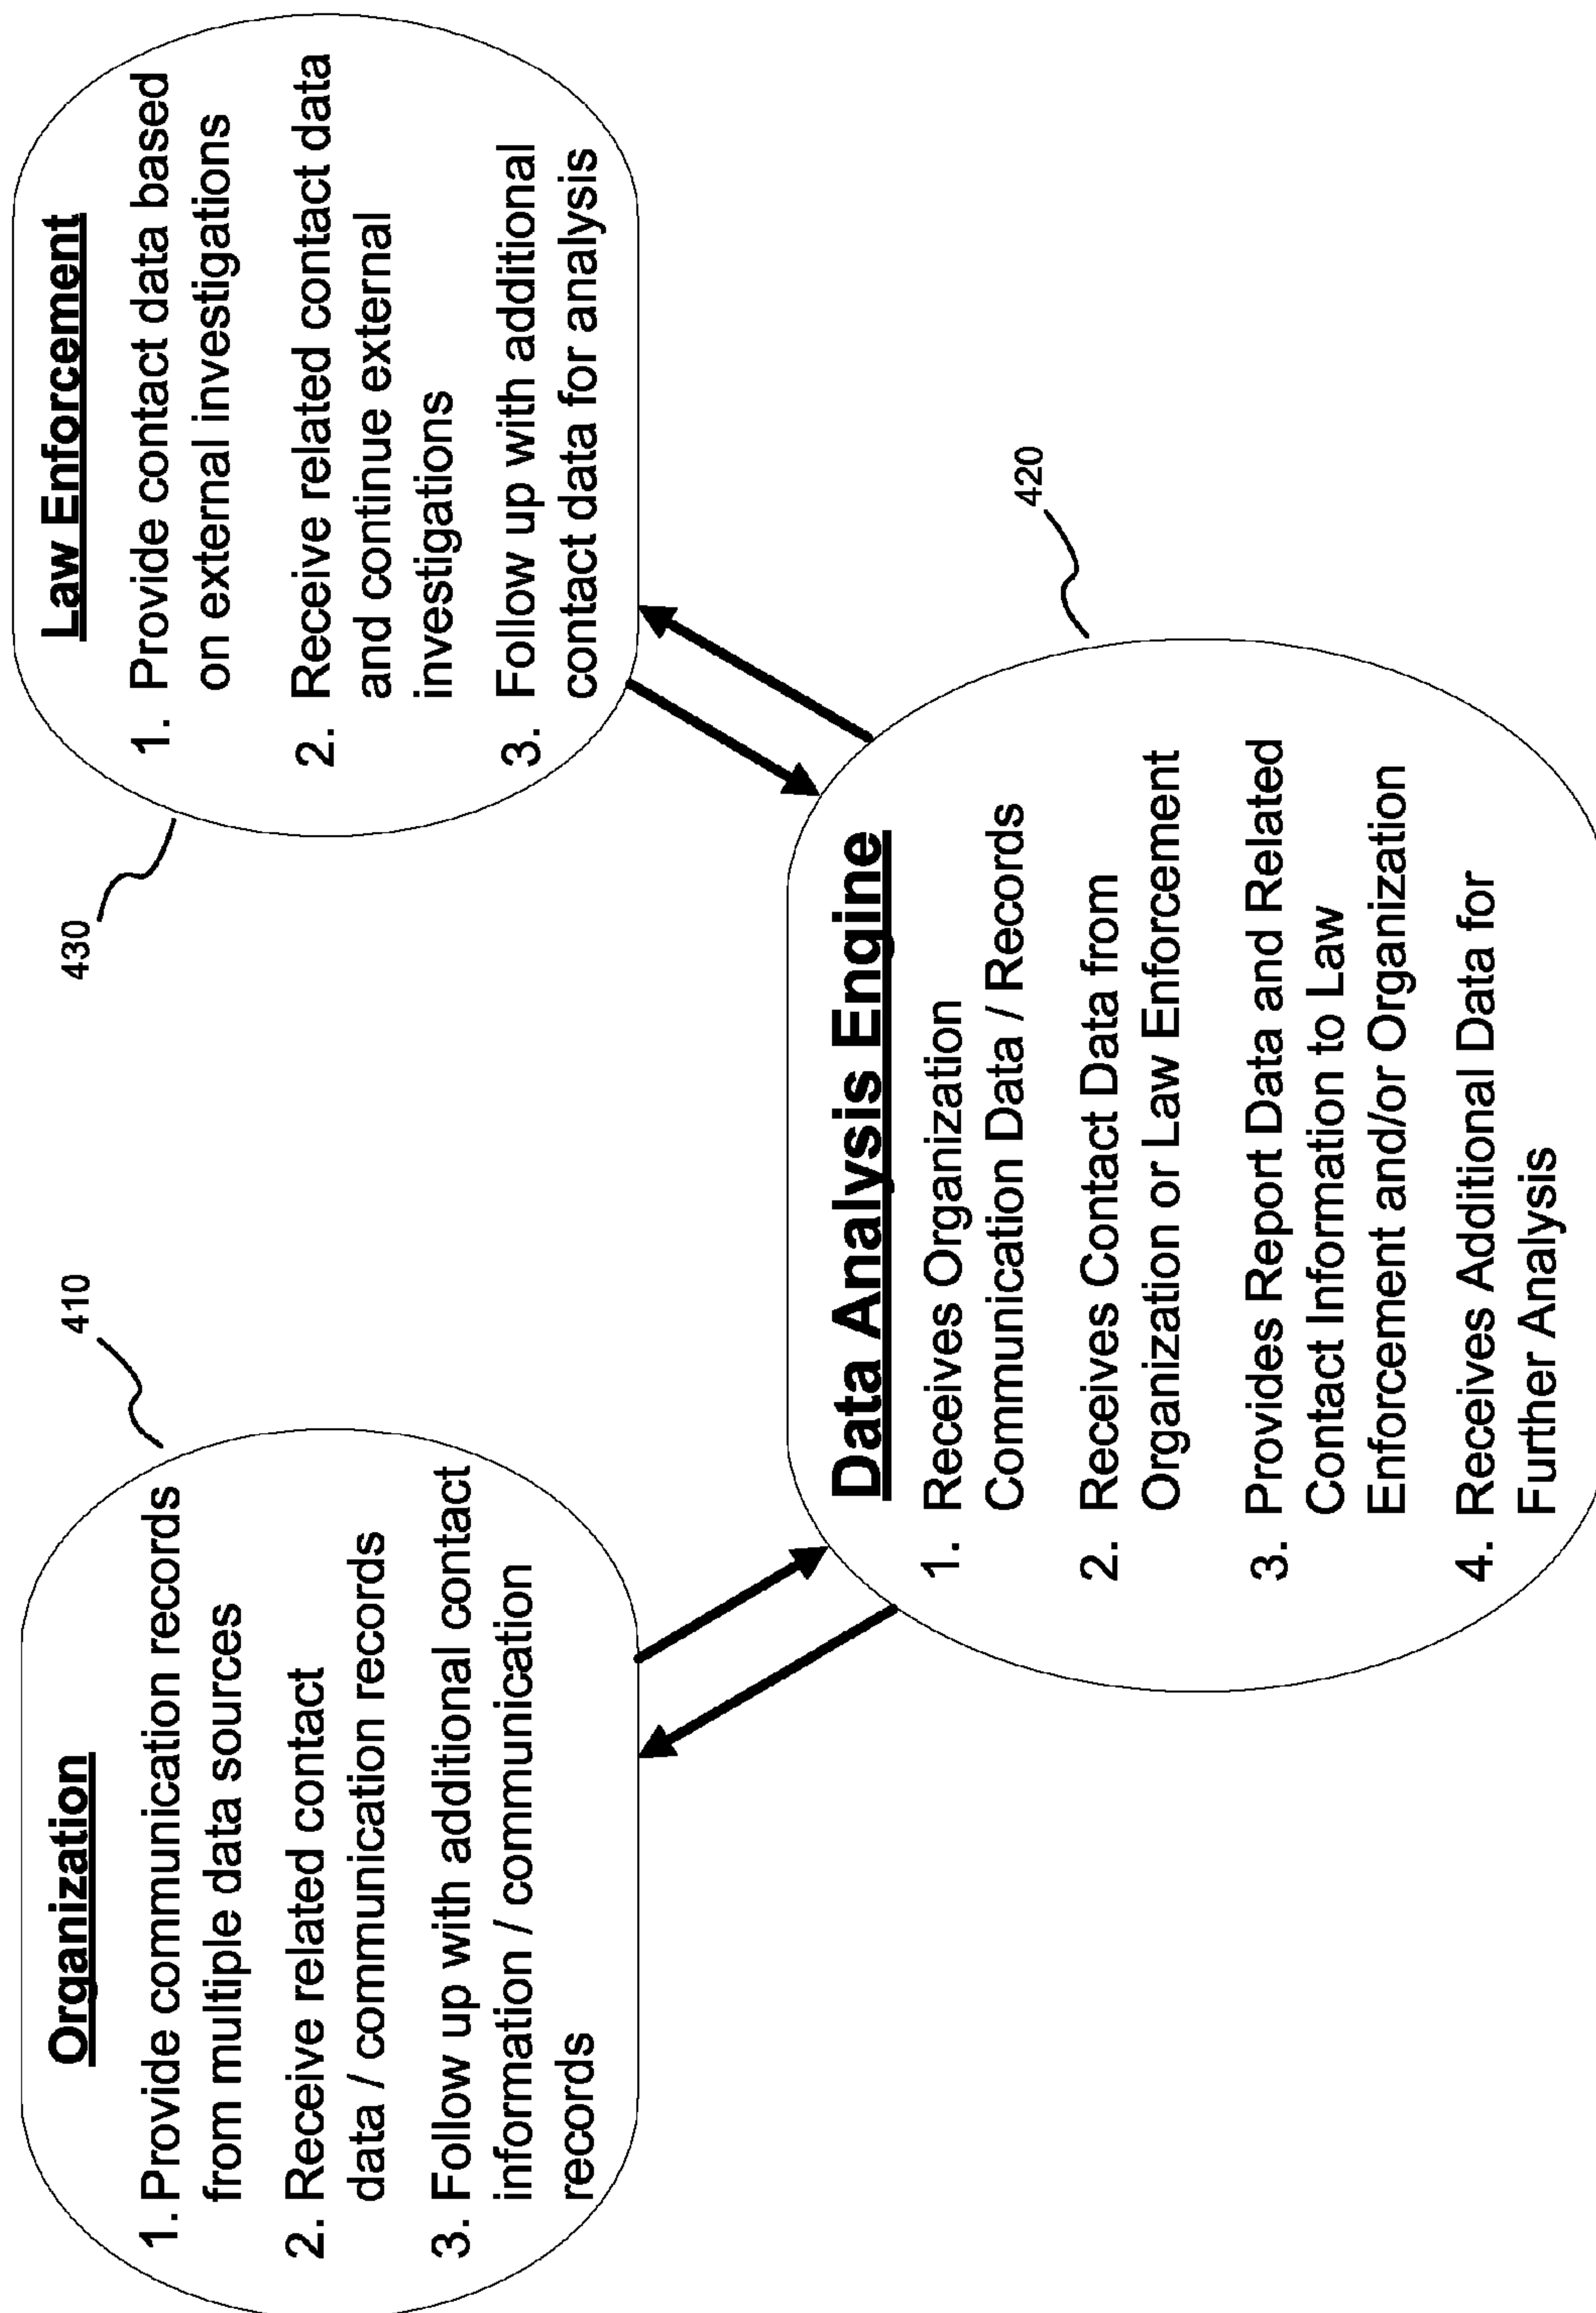 Organization
1. Provide communication records
from multiple data sources
2. Receive related contact
data / communication records
3. Follow up with additional contact
information / communication
records
410
Law Enforcement
1. Provide contact data based
on external investigations
2. Receive related contact data
and continue external
investigations
3. Follow up with additional
contact data for analysis
430
Data Analysis Engine
1. Receives Organization
Communication Data / Records
2. Receives Contact Data from
Organization or Law Enforcement
3. Provides Report Data and Related
Contact Information to Law
Enforcement and/or Organization
4. Receives Additional Data for
Further Analysis
420